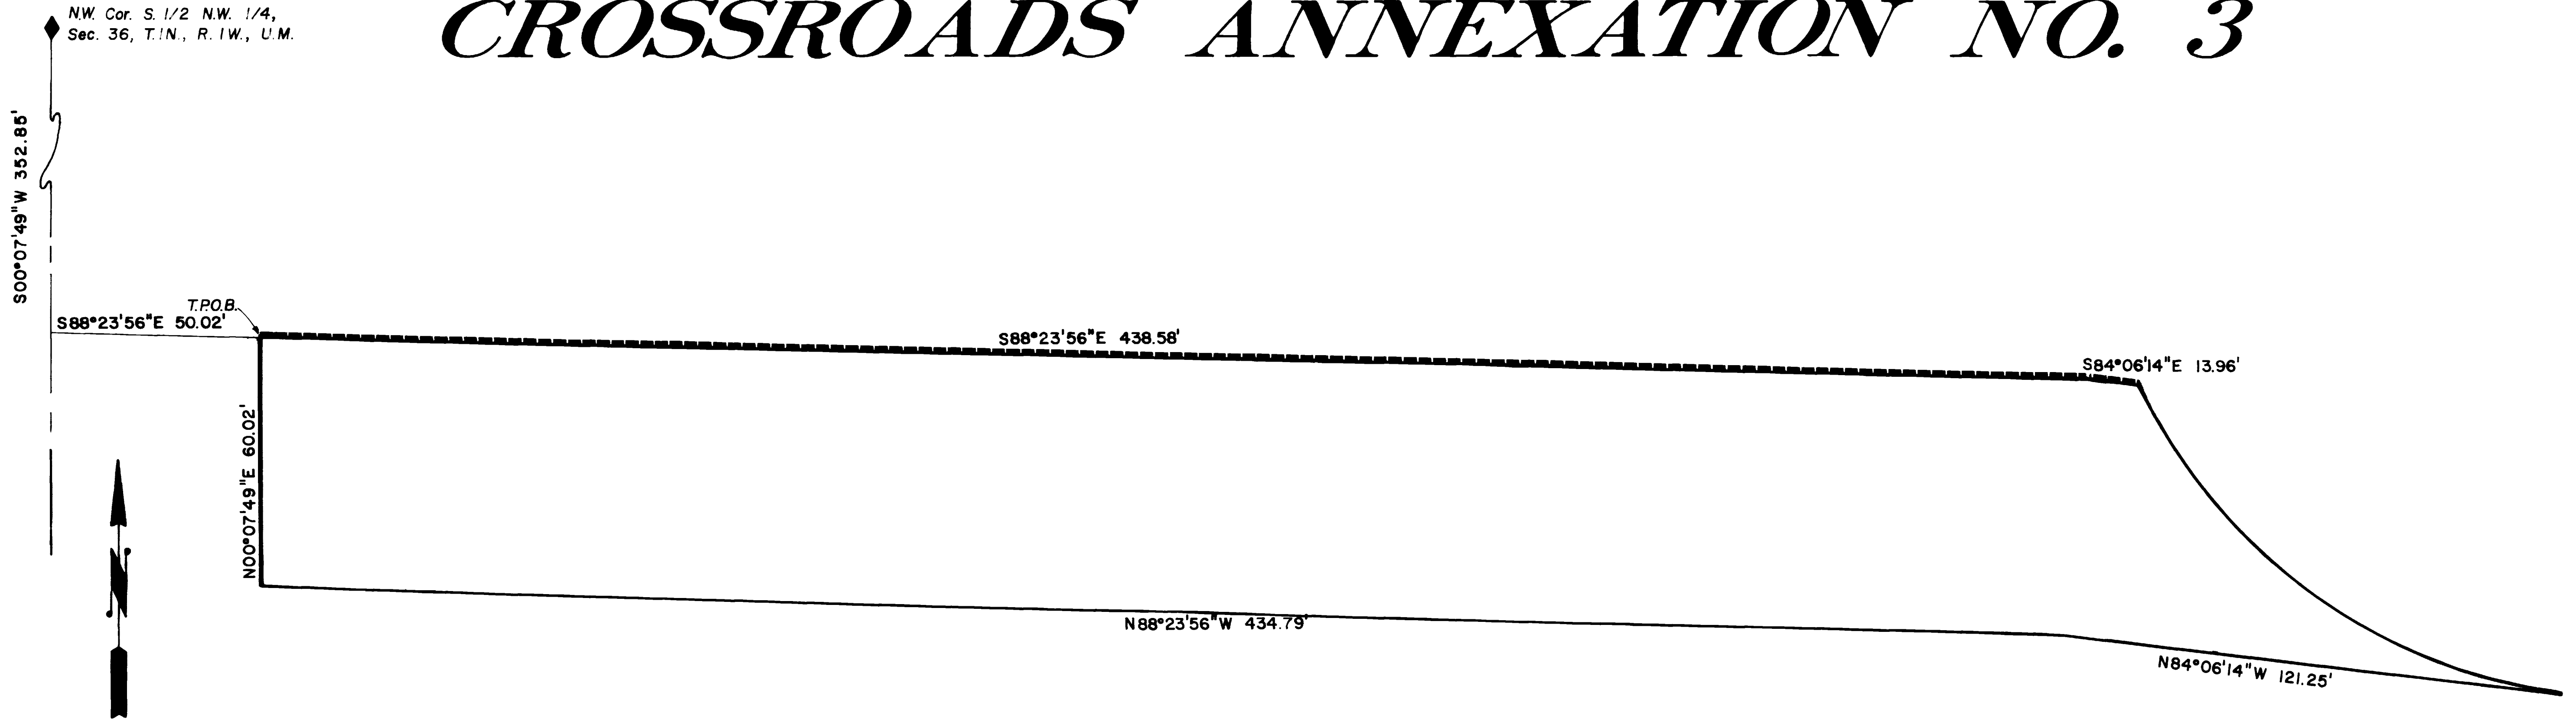 CROSSROADS ANNEXATION NO. 3
N.W. Cor. S. 1/2 N.W. 1/4,
Sec. 36, T.1N., R.1W., U.M.
S00°07'49"W 352.85'
T.P.O.B.
S88°23'56"E 50.02'
S88°23'56"E 438.58'
S84°06'14"E 13.96'
N00°07'49"E 60.02'
N
N88°23'56"W 434.79'
N84°06'14"W 121.25'